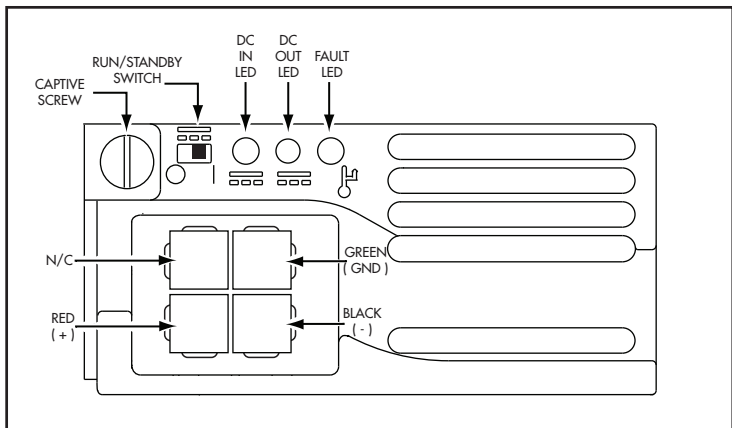 DC
IN
LED
DC
OUT
LED
FAULT
LED
RUN/STANDBY
SWITCH
CAPTIVE
SCREW
N/C
GREEN
( GND )
RED
( + )
BLACK
( - )